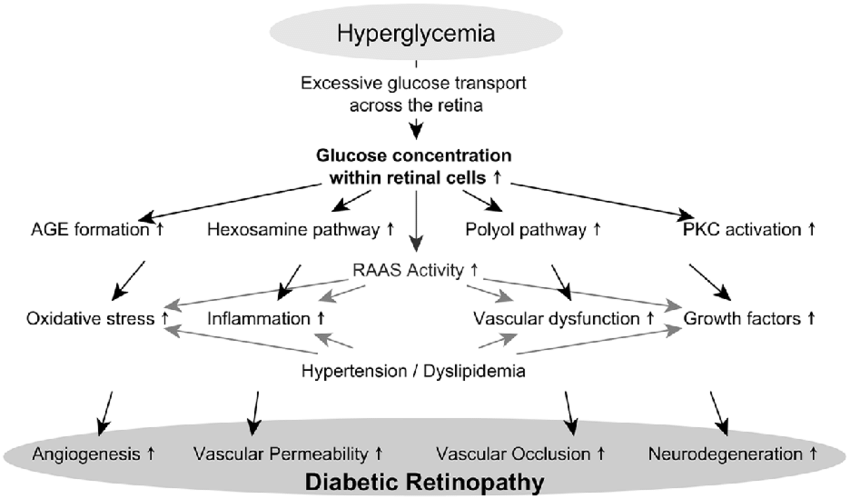 Hyperglycemia
Excessive glucose transport
across the retina
Glucose concentration
within retinal cells ↑
AGE formation ↑ Hexosamine pathway ↑ Polyol pathway ↑ PKC activation ↑
RAAS Activity ↑
Oxidative stress ↑ Inflammation ↑ Vascular dysfunction ↑ Growth factors ↑
Hypertension / Dyslipidemia
Angiogenesis ↑ Vascular Permeability ↑ Vascular Occlusion ↑ Neurodegeneration ↑
Diabetic Retinopathy